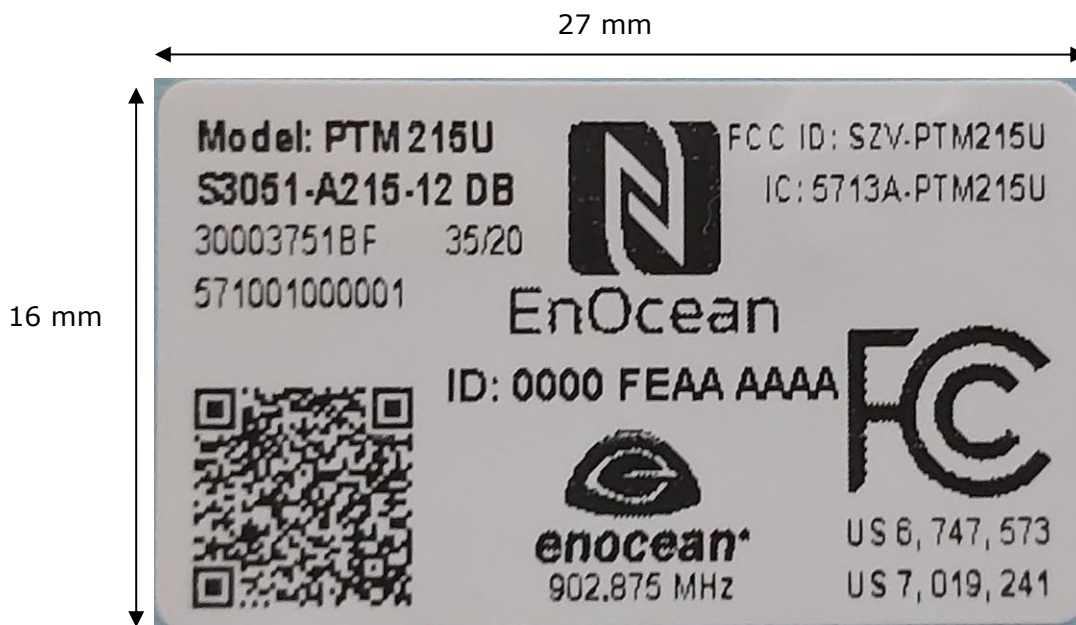 27 mm
16 mm
Model: PTM 215U
S3051-A215-12 DB
30003751BF 35/20
571001000001
FCC ID: SZV-PTM215U
IC: 5713A-PTM215U
EnOcean
ID: 0000 FEAA AAAA
FCC
enocean
902.875 MHz
US 6, 747, 573
US 7, 019, 241